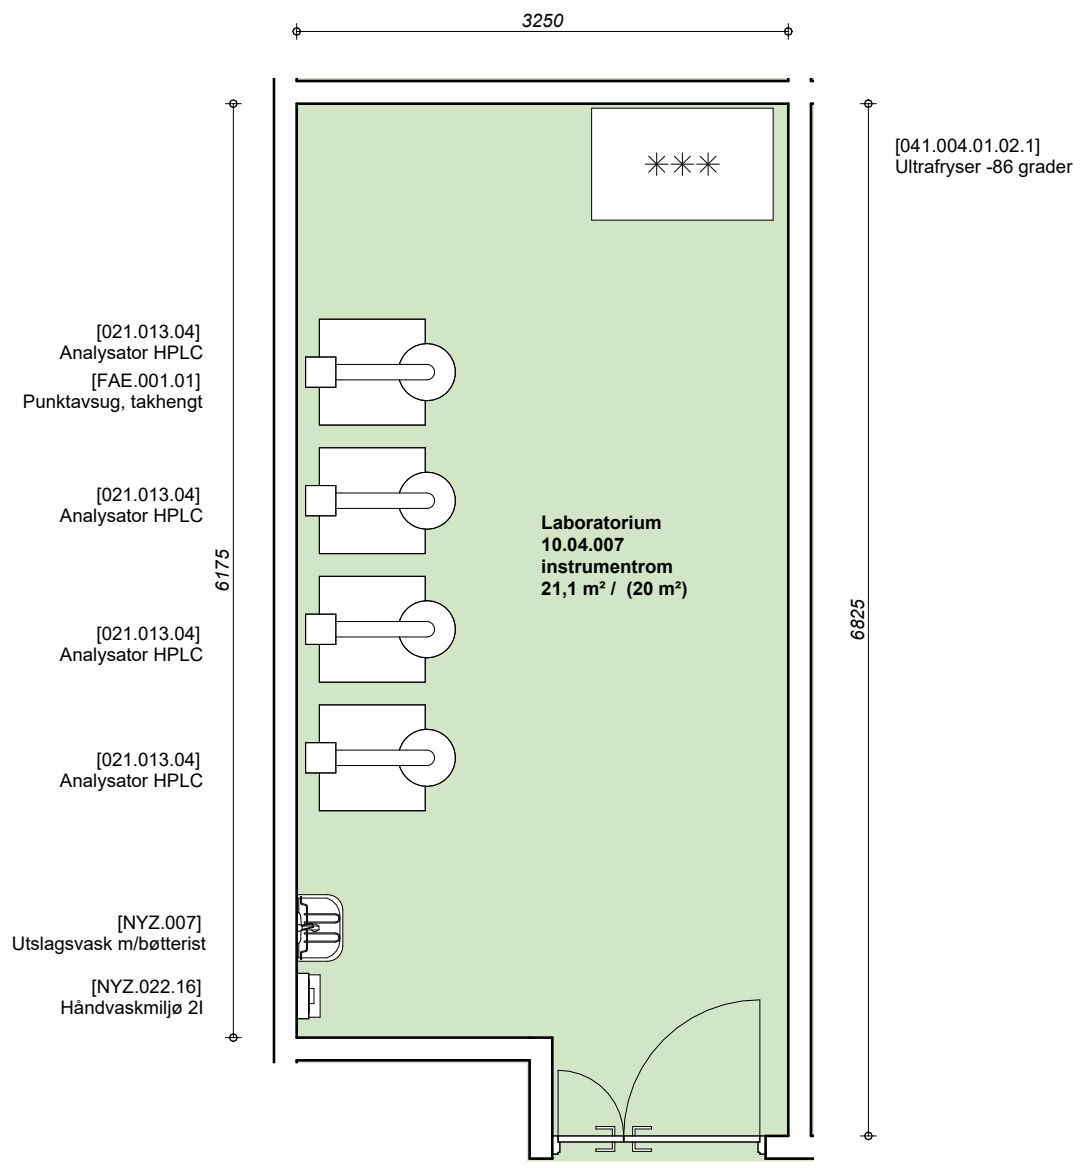 3250
[041.004.01.02.1]
Ultrafryser -86 grader
[021.013.04]
Analysator HPLC
[FAE.001.01]
Punktavsug, takhengt
[021.013.04]
Analysator HPLC
Laboratorium
10.04.007
instrumentrom
21,1 m² / (20 m²)
6175
6825
[021.013.04]
Analysator HPLC
[021.013.04]
Analysator HPLC
[NYZ.007]
Utslagsvask m/bøtterist
[NYZ.022.16]
Håndvaskmiljø 2l